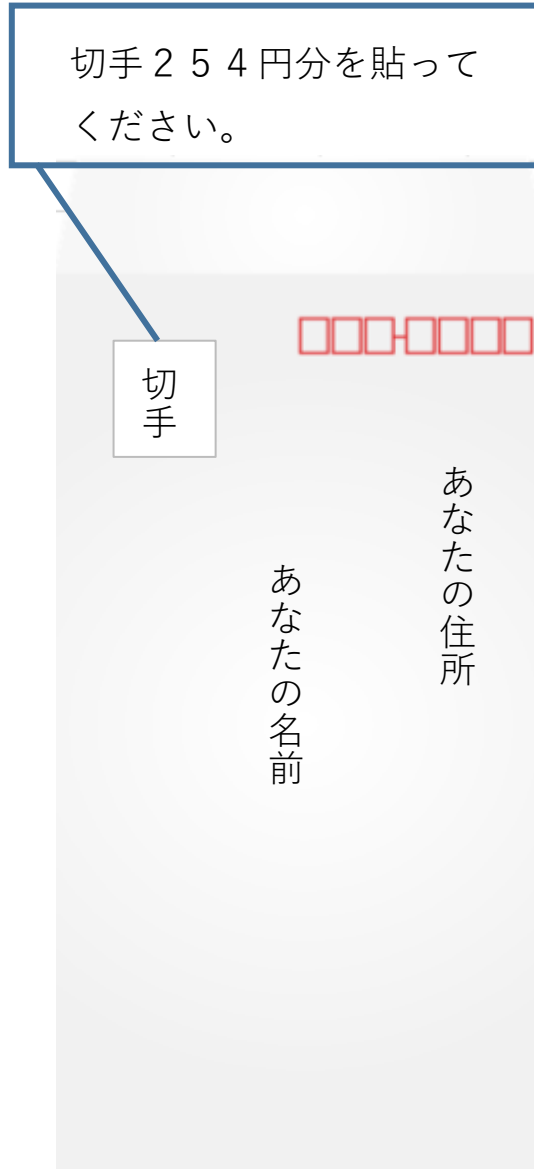 切手２５４円分を貼って
ください。
切手
あなたの住所
あなたの名前